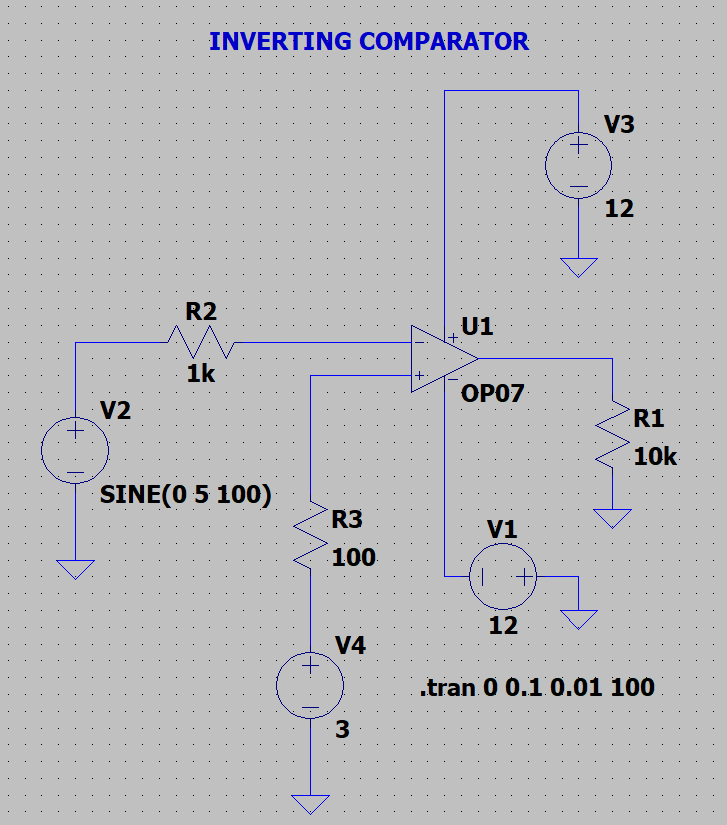 INVERTING COMPARATOR
V3
12
R2
1k
U1
OP07
V2
SINE(0 5 100)
R1
10k
R3
100
V1
12
V4
3
.tran 0 0.1 0.01 100